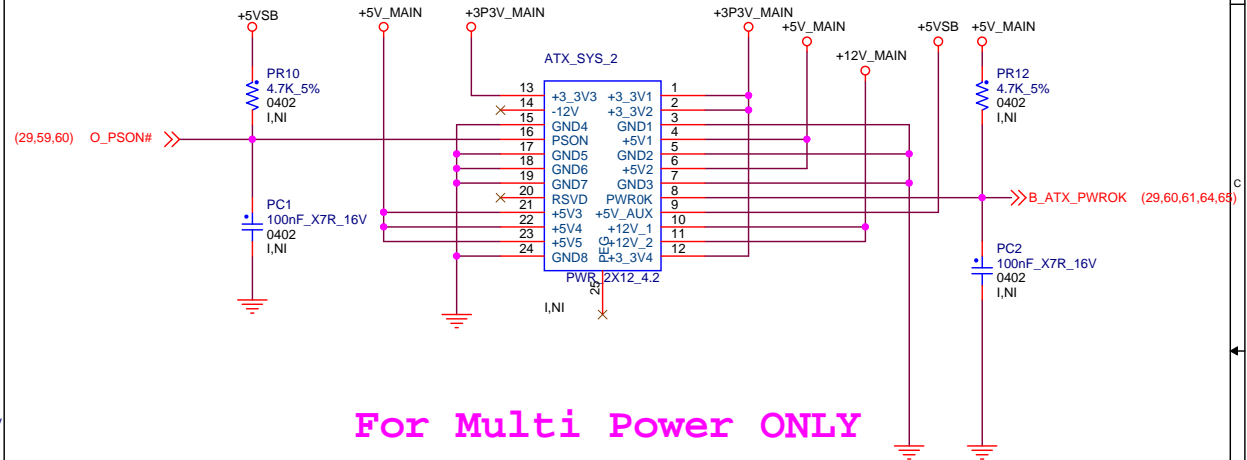 +5VSB
+5V_MAIN
+3P3V_MAIN
+3P3V_MAIN
+5V_MAIN
+12V_MAIN
+5VSB
+5V_MAIN
ATX_SYS_2
PR10
4.7K_5%
0402
I,NI
PR12
4.7K_5%
0402
I,NI
13 +3_3V3 +3_3V1 1
14 -12V +3_3V2 2
15 GND4 GND1 3
16 PSON +5V1 4
17 GND5 GND2 5
18 GND6 +5V2 6
19 GND7 GND3 7
20 RSVD PWR0K 8
21 +5V3 +5V_AUX 9
22 +5V4 +12V_1 10
23 +5V5 +12V_2 11
24 GND8 +3_3V4 12
PEG
25
PWR_2X12_4.2
I,NI
(29,59,60) O_PSON#
B_ATX_PWROK (29,60,61,64,65)
C
PC1
100nF_X7R_16V
0402
I,NI
PC2
100nF_X7R_16V
0402
I,NI
For Multi Power ONLY